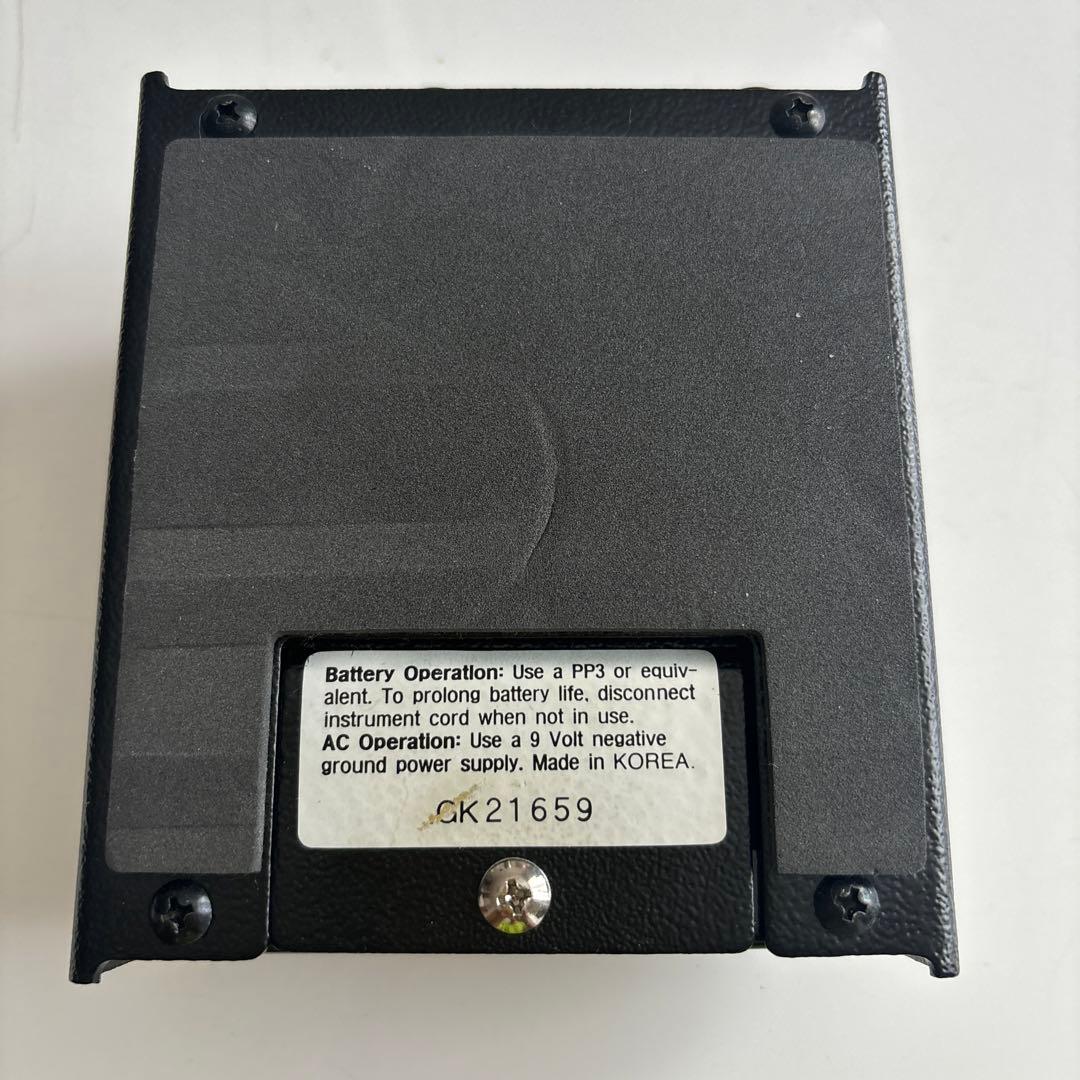 Battery Operation: Use a PP3 or equiv-
alent. To prolong battery life, disconnect
instrument cord when not in use.
AC Operation: Use a 9 Volt negative
ground power supply. Made in KOREA.
GK21659